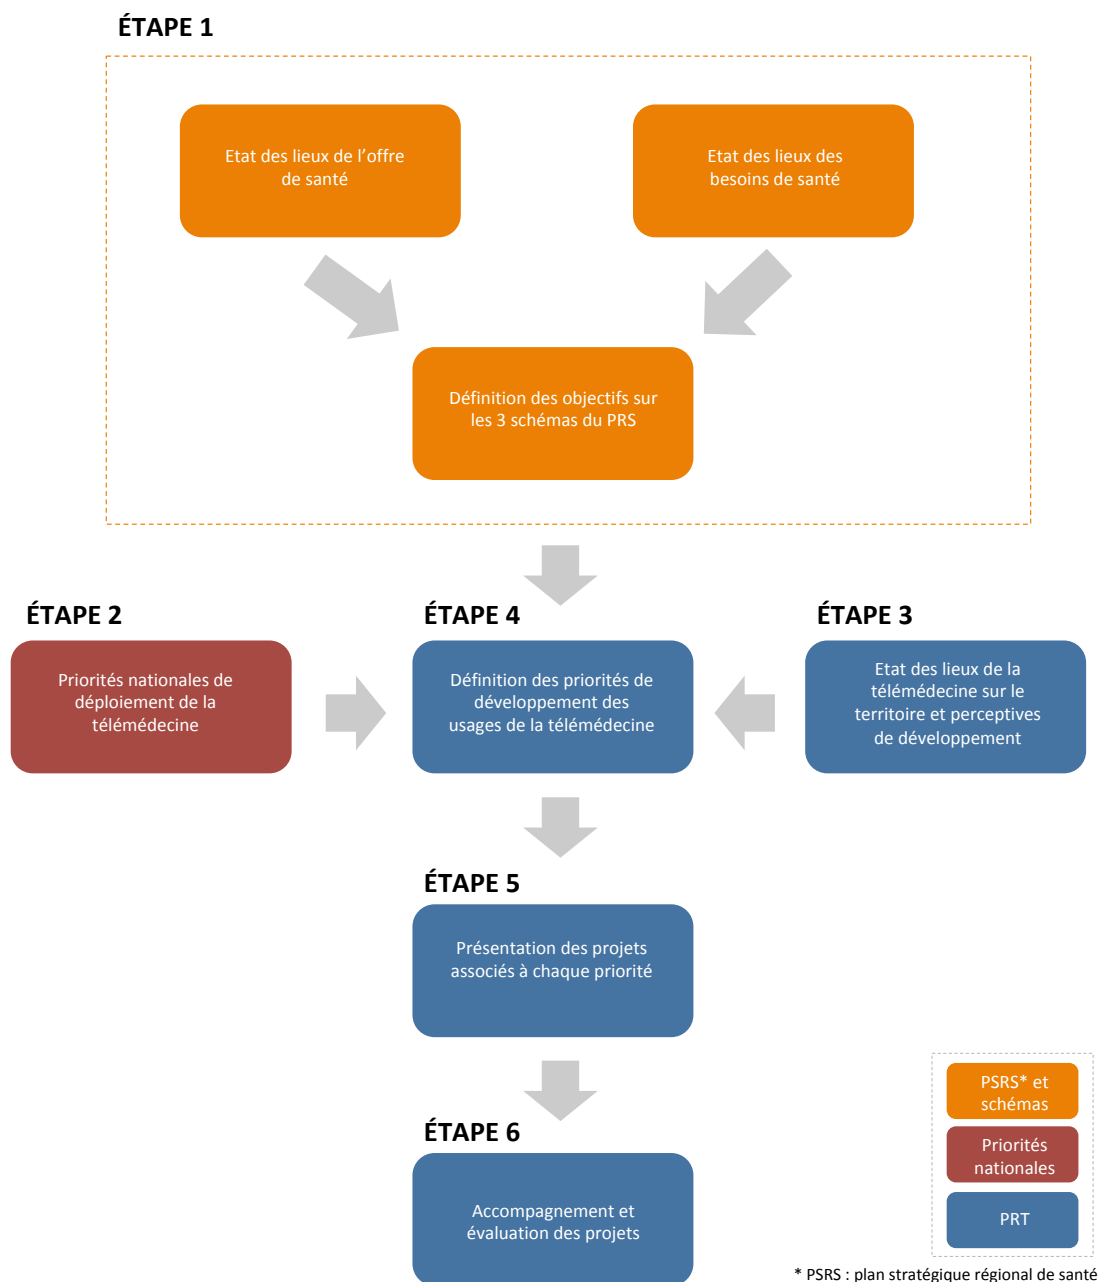 ÉTAPE 1
Etat des lieux de l'offre
de santé
Etat des lieux des
besoins de santé
Définition des objectifs sur
les 3 schémas du PRS
ÉTAPE 2
Priorités nationales de
déploiement de la
télémédecine
ÉTAPE 4
Définition des priorités de
développement des
usages de la télémédecine
ÉTAPE 3
Etat des lieux de la
télémédecine sur le
territoire et perceptives
de développement
ÉTAPE 5
Présentation des projets
associés à chaque priorité
ÉTAPE 6
Accompagnement et
évaluation des projets
PSRS* et
schémas
Priorités
nationales
PRT
* PSRS : plan stratégique régional de santé